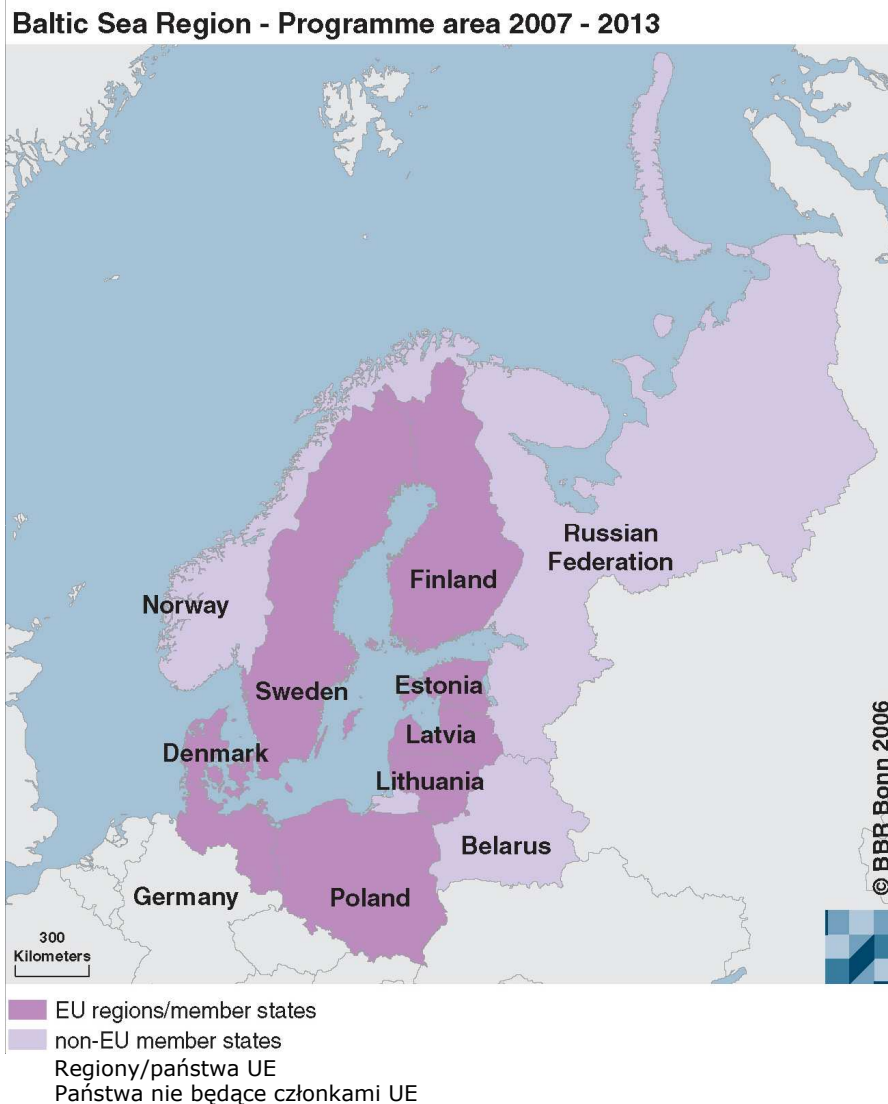 Baltic Sea Region - Programme area 2007 - 2013
Russian
Federation
Finland
Norway
Sweden
Estonia
Latvia
Denmark
Lithuania
Belarus
Germany
Poland
300
Kilometers
© BBR Bonn 2006
EU regions/member states
non-EU member states
Regiony/państwa UE
Państwa nie będące członkami UE